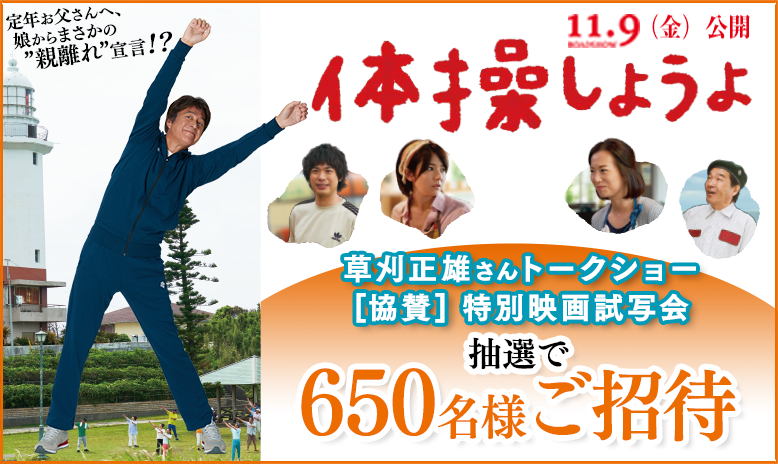 定年お父さんへ、
娘からまさかの
”親離れ”宣言!?
11.9(金)公開
ROADSHOW
体操しようよ
草刈正雄さんトークショー
[協賛] 特別映画試写会
抽選で
650名様ご招待